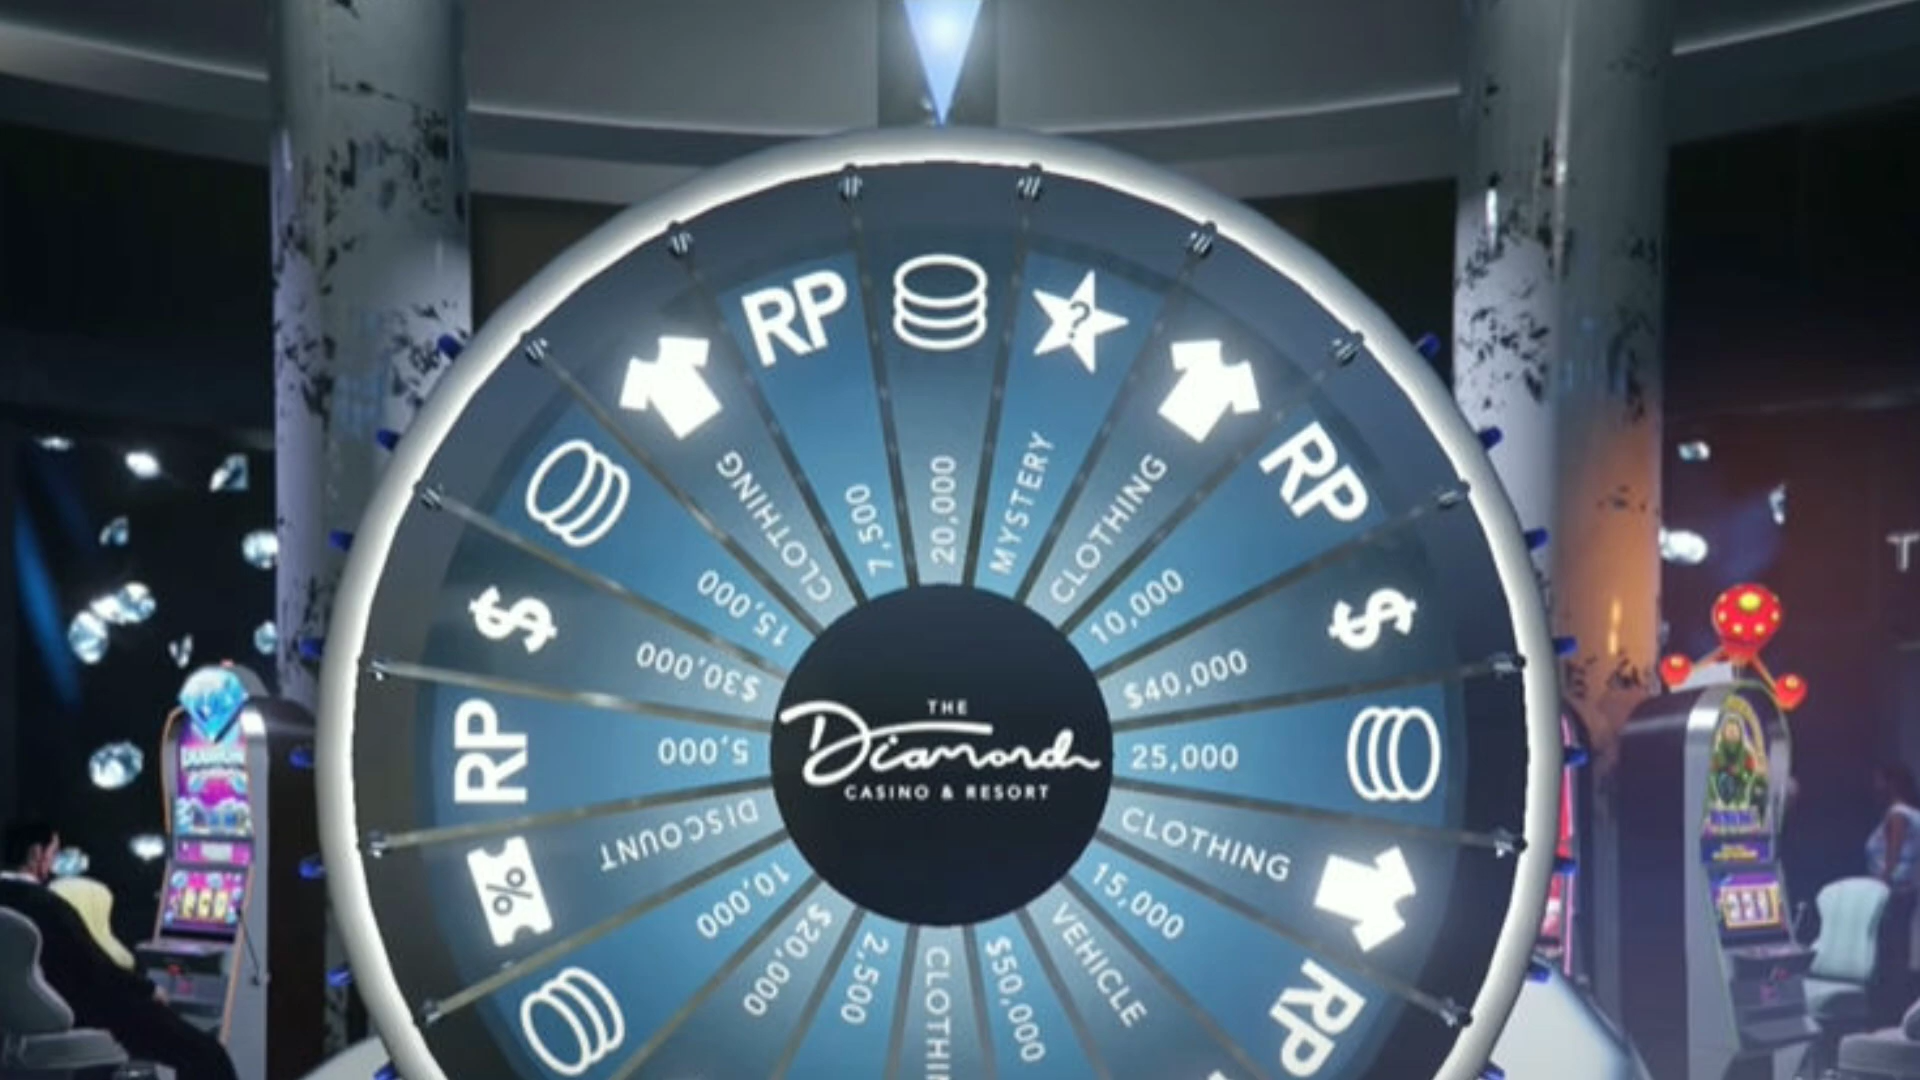 20,000
?
MYSTERY
CLOTHING
RP
10,000
$
$40,000
25,000
CLOTHING
RP
15,000
VEHICLE
$50,000
CLOTHIN
2,500
$20,000
10,000
%
DISCOUNT
RP
5,000
$
$30,000
15,000
CLOTHING
RP
7,500
THE
Diamond
CASINO & RESORT
DIAMOND
T